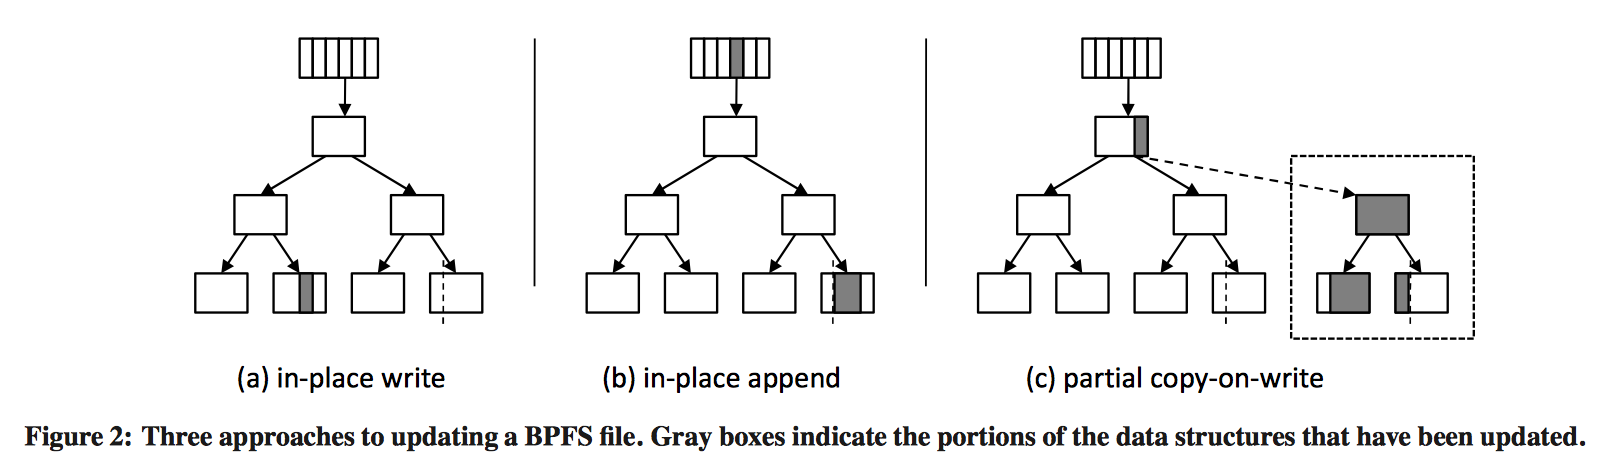 (a) in-place write
(b) in-place append
(c) partial copy-on-write
Figure 2: Three approaches to updating a BPFS file. Gray boxes indicate the portions of the data structures that have been updated.